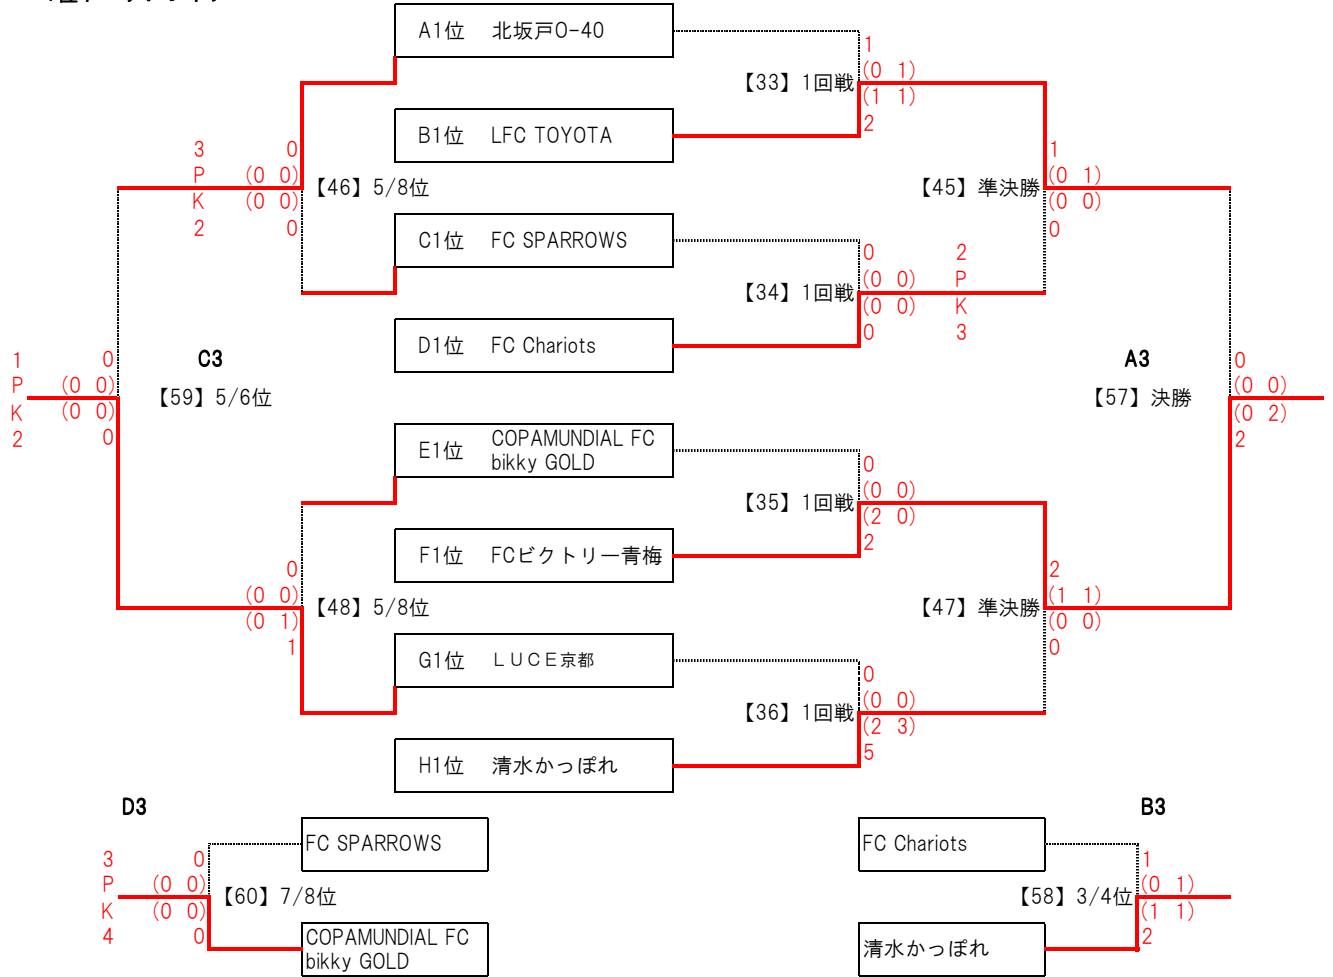 A1位 北坂戸O-40
1
(0 1)
【33】1回戦
(1 1)
2
B1位 LFC TOYOTA
3 PK 2
0
(0 0)
【46】5/8位
(0 0)
0
1
(0 1)
【45】準決勝
(0 0)
0
C1位 FC SPARROWS
0
(0 0)
【34】1回戦
(0 0)
0
2 PK 3
D1位 FC Chariots
C3
1 PK 2
0
(0 0)
【59】5/6位
(0 0)
0
A3
0
(0 0)
【57】決勝
(0 2)
2
E1位 COPAMUNDIAL FC
bikky GOLD
0
(0 0)
【35】1回戦
(2 0)
2
F1位 FCビクトリー青梅
0
(0 0)
【48】5/8位
(0 1)
1
2
(1 1)
【47】準決勝
(0 0)
0
G1位 LUCE京都
0
(0 0)
【36】1回戦
(2 3)
5
H1位 清水かっぽれ
D3
FC SPARROWS
3 PK 4
0
(0 0)
【60】7/8位
(0 0)
0
COPAMUNDIAL FC
bikky GOLD
B3
FC Chariots
1
(0 1)
【58】3/4位
(1 1)
2
清水かっぽれ